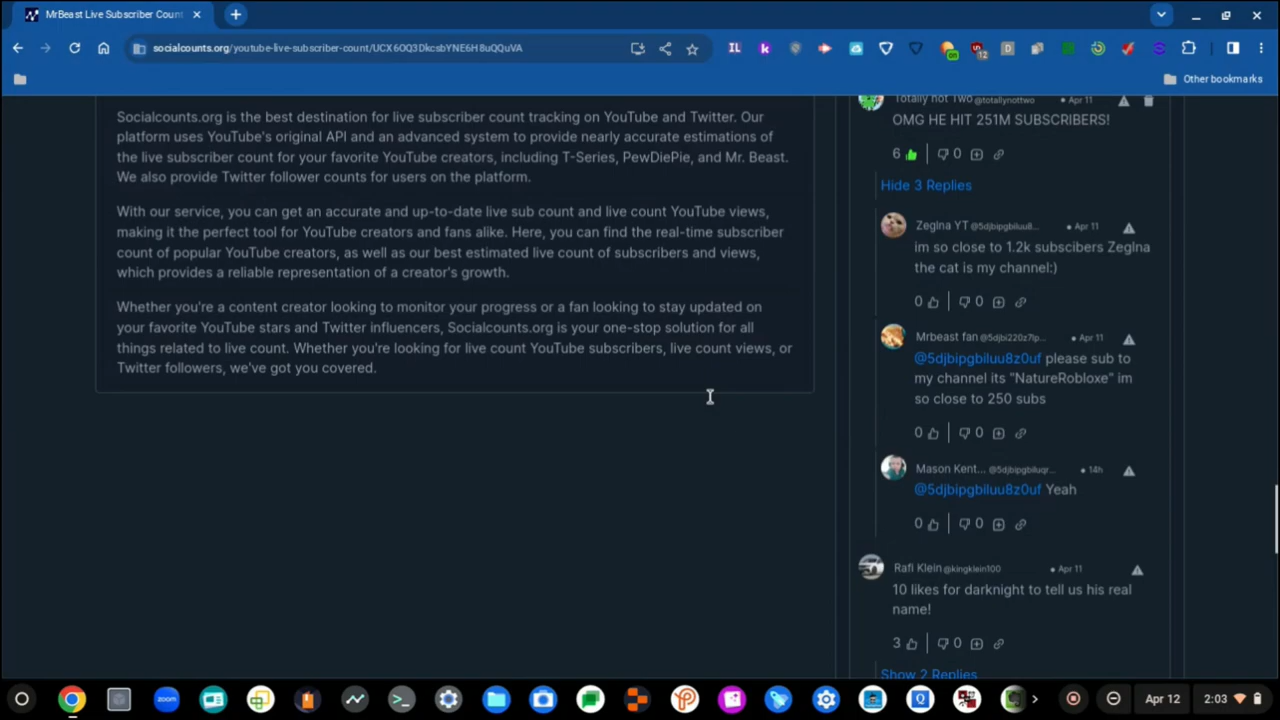 MrBeast Live Subscriber Count
socialcounts.org/youtube-live-subscriber-count/UCX6OQ3DkcsbYNE6H8uQQuVA
Other bookmarks
Socialcounts.org is the best destination for live subscriber count tracking on YouTube and Twitter. Our
platform uses YouTube's original API and an advanced system to provide nearly accurate estimations of
the live subscriber count for your favorite YouTube creators, including T-Series, PewDiePie, and Mr. Beast.
We also provide Twitter follower counts for users on the platform.
With our service, you can get an accurate and up-to-date live sub count and live count YouTube views,
making it the perfect tool for YouTube creators and fans alike. Here, you can find the real-time subscriber
count of popular YouTube creators, as well as our best estimated live count of subscribers and views,
which provides a reliable representation of a creator's growth.
Whether you're a content creator looking to monitor your progress or a fan looking to stay updated on
your favorite YouTube stars and Twitter influencers, Socialcounts.org is your one-stop solution for all
things related to live count. Whether you're looking for live count YouTube subscribers, live count views, or
Twitter followers, we've got you covered.
Totally not Two @totallynottwo • Apr 11
OMG HE HIT 251M SUBSCRIBERS!
6 0
Hide 3 Replies
ZegIna YT @5djbipgbiluu8... • Apr 11
im so close to 1.2k subscibers ZegIna
the cat is my channel:)
0 0
Mrbeast fan @5djbi220z7lp... • Apr 11
@5djbipgbiluu8z0uf please sub to
my channel its "NatureRobloxe" im
so close to 250 subs
0 0
Mason Kent... @5djbipgbiluqr... • 14h
@5djbipgbiluu8z0uf Yeah
0 0
Rafi Klein @kingklein100 • Apr 11
10 likes for darknight to tell us his real
name!
3 0
Show 2 Replies
zoom
Apr 12
2:03